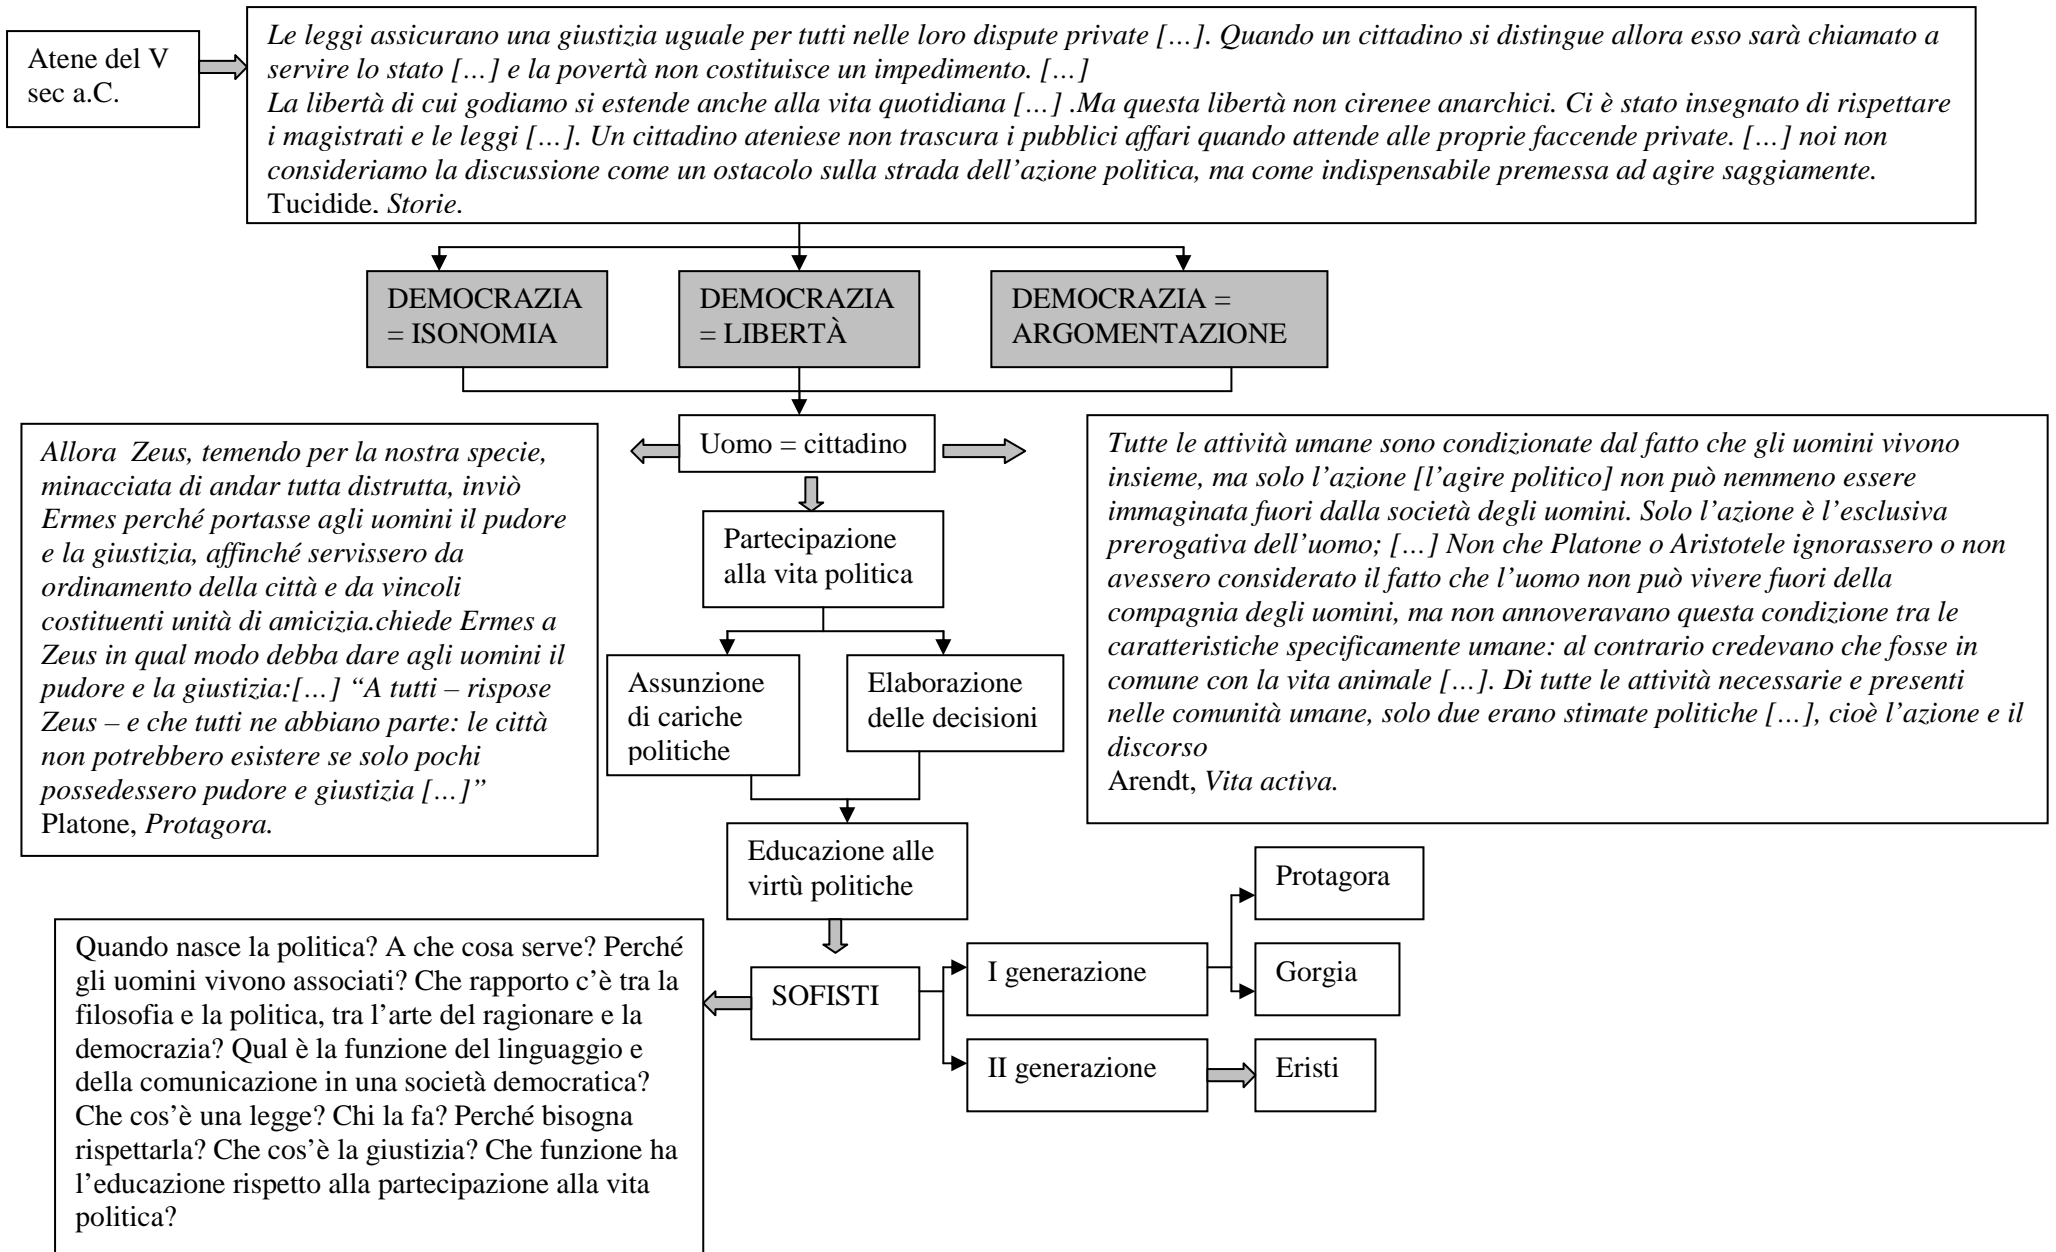 Atene del V
sec a.C.
Le leggi assicurano una giustizia uguale per tutti nelle loro dispute private […]. Quando un cittadino si distingue allora esso sarà chiamato a
servire lo stato […] e la povertà non costituisce un impedimento. […]
La libertà di cui godiamo si estende anche alla vita quotidiana […] .Ma questa libertà non cirenee anarchici. Ci è stato insegnato di rispettare
i magistrati e le leggi […]. Un cittadino ateniese non trascura i pubblici affari quando attende alle proprie faccende private. […] noi non
consideriamo la discussione come un ostacolo sulla strada dell’azione politica, ma come indispensabile premessa ad agire saggiamente.
Tucidide, Storie.
DEMOCRAZIA
= ISONOMIA
DEMOCRAZIA
= LIBERTÀ
DEMOCRAZIA =
ARGOMENTAZIONE
Uomo = cittadino
Allora  Zeus, temendo per la nostra specie,
minacciata di andar tutta distrutta, inviò
Ermes perché portasse agli uomini il pudore
e la giustizia, affinché servissero da
ordinamento della città e da vincoli
costituenti unità di amicizia.chiede Ermes a
Zeus in qual modo debba dare agli uomini il
pudore e la giustizia:[…] “A tutti – rispose
Zeus – e che tutti ne abbiano parte: le città
non potrebbero esistere se solo pochi
possedessero pudore e giustizia […]”
Platone, Protagora.
Tutte le attività umane sono condizionate dal fatto che gli uomini vivono
insieme, ma solo l’azione [l’agire politico] non può nemmeno essere
immaginata fuori dalla società degli uomini. Solo l’azione è l’esclusiva
prerogativa dell’uomo; […] Non che Platone o Aristotele ignorassero o non
avessero considerato il fatto che l’uomo non può vivere fuori della
compagnia degli uomini, ma non annoveravano questa condizione tra le
caratteristiche specificamente umane: al contrario credevano che fosse in
comune con la vita animale […]. Di tutte le attività necessarie e presenti
nelle comunità umane, solo due erano stimate politiche […], cioè l’azione e il
discorso
Arendt, Vita activa.
Partecipazione
alla vita politica
Assunzione
di cariche
politiche
Elaborazione
delle decisioni
Educazione alle
virtù politiche
Quando nasce la politica? A che cosa serve? Perché
gli uomini vivono associati? Che rapporto c’è tra la
filosofia e la politica, tra l’arte del ragionare e la
democrazia? Qual è la funzione del linguaggio e
della comunicazione in una società democratica?
Che cos’è una legge? Chi la fa? Perché bisogna
rispettarla? Che cos’è la giustizia? Che funzione ha
l’educazione rispetto alla partecipazione alla vita
politica?
SOFISTI
I generazione
Protagora
Gorgia
II generazione
Eristi